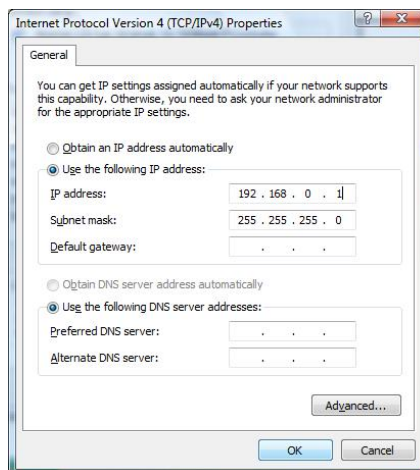 Internet Protocol Version 4 (TCP/IPv4) Properties
General
You can get IP settings assigned automatically if your network supports
this capability. Otherwise, you need to ask your network administrator
for the appropriate IP settings.
Obtain an IP address automatically
Use the following IP address:
IP address: 192 . 168 . 0 . 1
Subnet mask: 255 . 255 . 255 . 0
Default gateway: . . .
Obtain DNS server address automatically
Use the following DNS server addresses:
Preferred DNS server: . . .
Alternate DNS server: . . .
Advanced...
OK Cancel